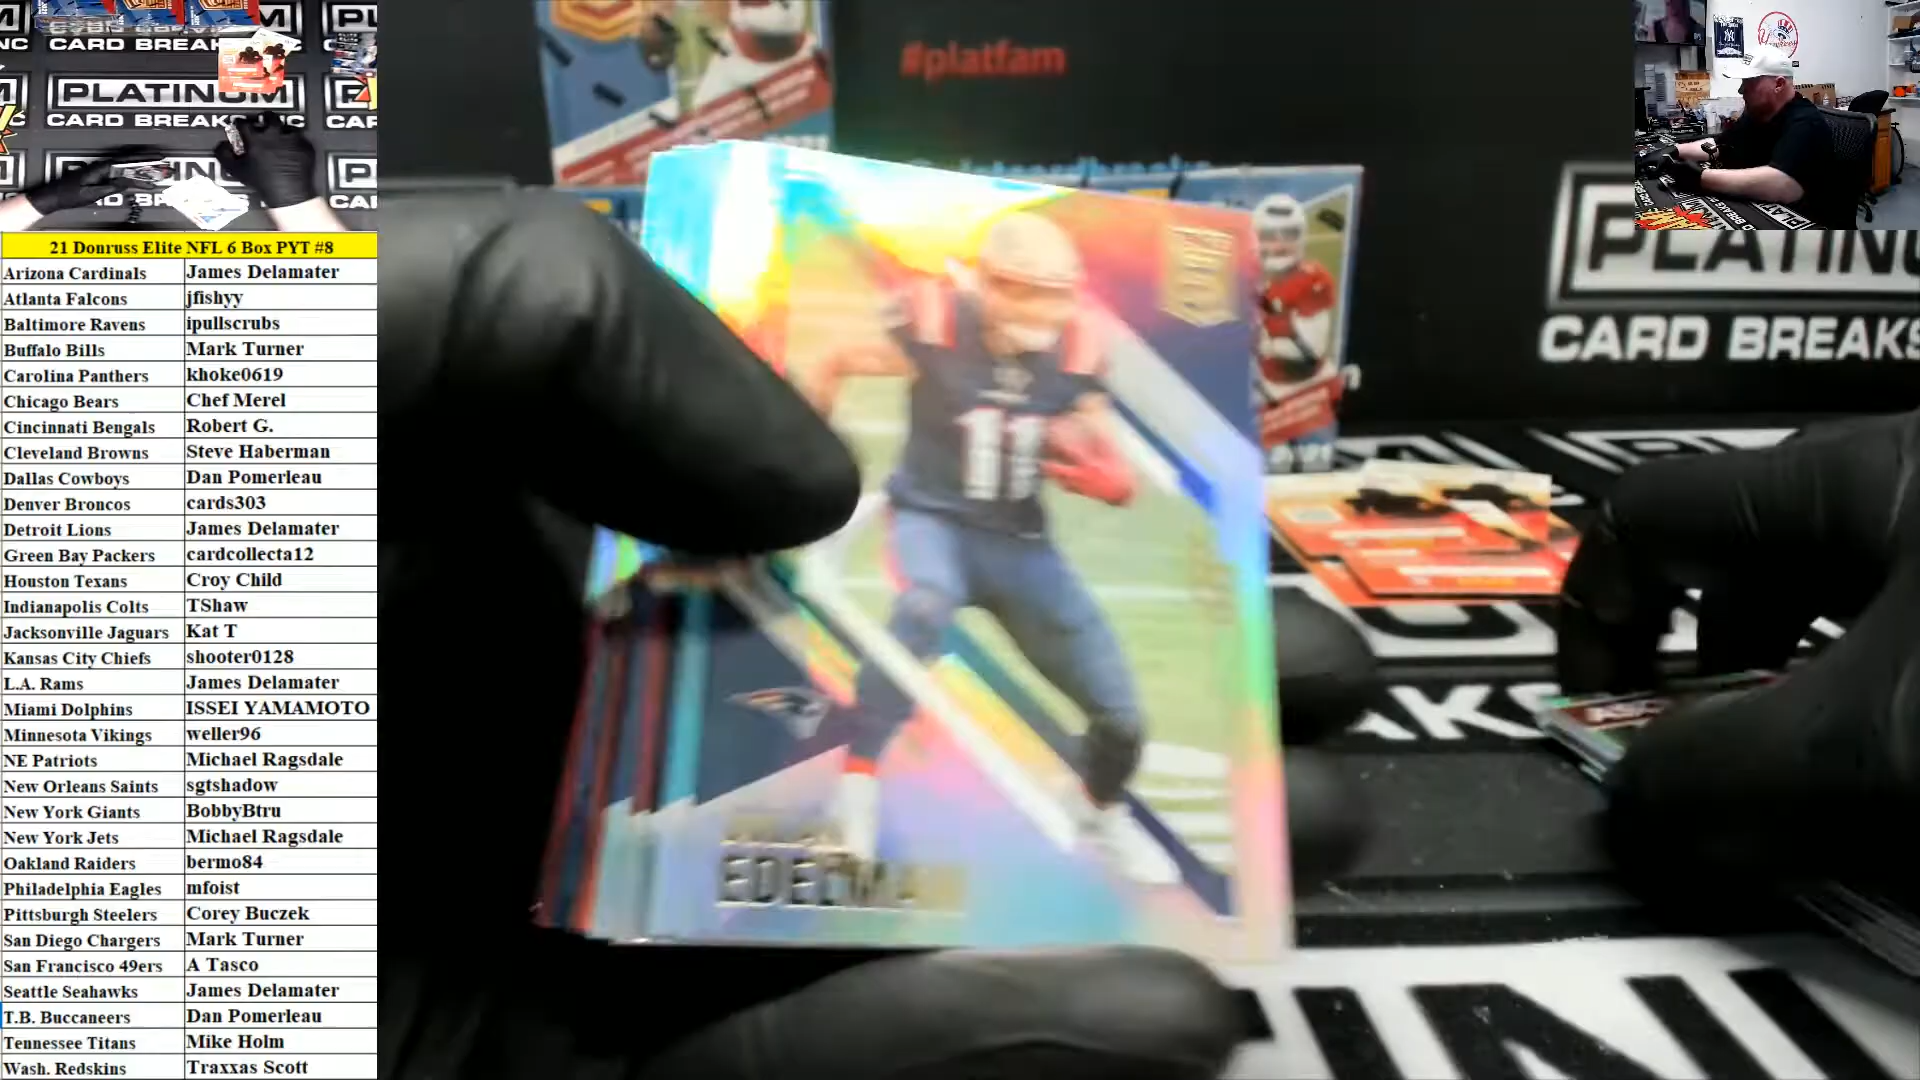 PLATINUM
CARD BREAKS INC
#platfam
PLATINU
CARD BREAKS
11
EDELMAN
21 Donruss Elite NFL 6 Box PYT #8
Arizona Cardinals James Delamater
Atlanta Falcons jfishyy
Baltimore Ravens ipullscrubs
Buffalo Bills Mark Turner
Carolina Panthers khoke0619
Chicago Bears Chef Merel
Cincinnati Bengals Robert G.
Cleveland Browns Steve Haberman
Dallas Cowboys Dan Pomerleau
Denver Broncos cards303
Detroit Lions James Delamater
Green Bay Packers cardcollecta12
Houston Texans Croy Child
Indianapolis Colts TShaw
Jacksonville Jaguars Kat T
Kansas City Chiefs shooter0128
L.A. Rams James Delamater
Miami Dolphins ISSEI YAMAMOTO
Minnesota Vikings weller96
NE Patriots Michael Ragsdale
New Orleans Saints sgtshadow
New York Giants BobbyBtru
New York Jets Michael Ragsdale
Oakland Raiders bermo84
Philadelphia Eagles mfoist
Pittsburgh Steelers Corey Buczek
San Diego Chargers Mark Turner
San Francisco 49ers A Tasco
Seattle Seahawks James Delamater
T.B. Buccaneers Dan Pomerleau
Tennessee Titans Mike Holm
Wash. Redskins Traxxas Scott